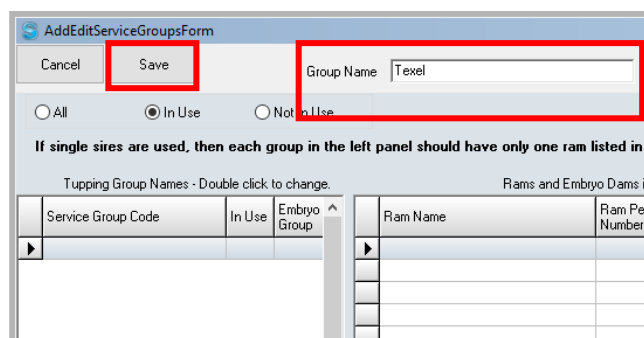 AddEditServiceGroupsForm
Cancel Save Group Name Texel
All In Use Not in Use
If single sires are used, then each group in the left panel should have only one ram listed in
Tupping Group Names - Double click to change. Rams and Embryo Dams i
Service Group Code In Use Embryo Group Ram Name Ram Pe Number